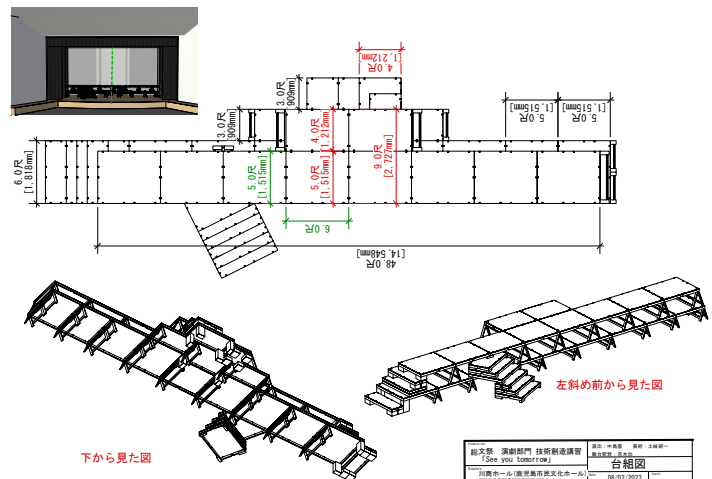 4.0尺
[1,212mm]
3.0尺
909mm
3.0尺
909mm
5.0尺
[1,515mm]
5.0尺
[1,515mm]
6.0尺
[1,818mm]
4.0尺
[1,212mm]
9.0尺
[2,727mm]
5.0尺
[1,515mm]
5.0尺
[1,515mm]
6.0尺
48.0尺
[14,548mm]
下から見た図
左斜め前から見た図
総文祭 演劇部門 技術創造講習
「See you tomorrow」
川商ホール(鹿児島市民文化ホール)
台組図
08/02/2023